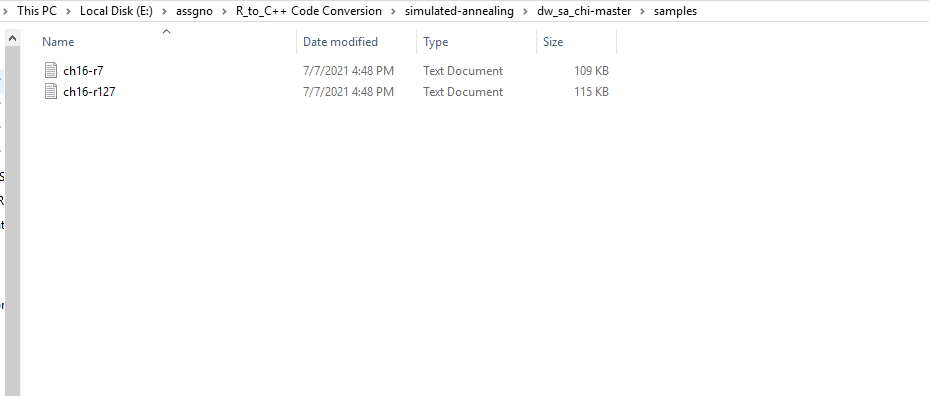 This PC > Local Disk (E:) > assgno > R_to_C++ Code Conversion > simulated-annealing > dw_sa_chi-master > samples
Name Date modified Type Size
ch16-r7 7/7/2021 4:48 PM Text Document 109 KB
ch16-r127 7/7/2021 4:48 PM Text Document 115 KB